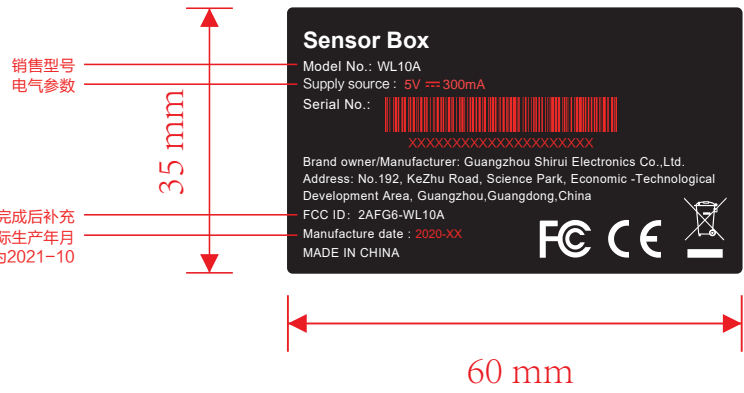 Sensor Box
销售型号
Model No.: WL10A
电气参数
Supply source : 5V ⎓ 300mA
Serial No.:
XXXXXXXXXXXXXXXXXXXXX
35 mm
Brand owner/Manufacturer: Guangzhou Shirui Electronics Co.,Ltd.
Address: No.192, KeZhu Road, Science Park, Economic -Technological
Development Area, Guangzhou,Guangdong,China
完成后补充
FCC ID: 2AFG6-WL10A
际生产年月
Manufacture date : 2020-XX
为2021-10
MADE IN CHINA
FC CE
60 mm